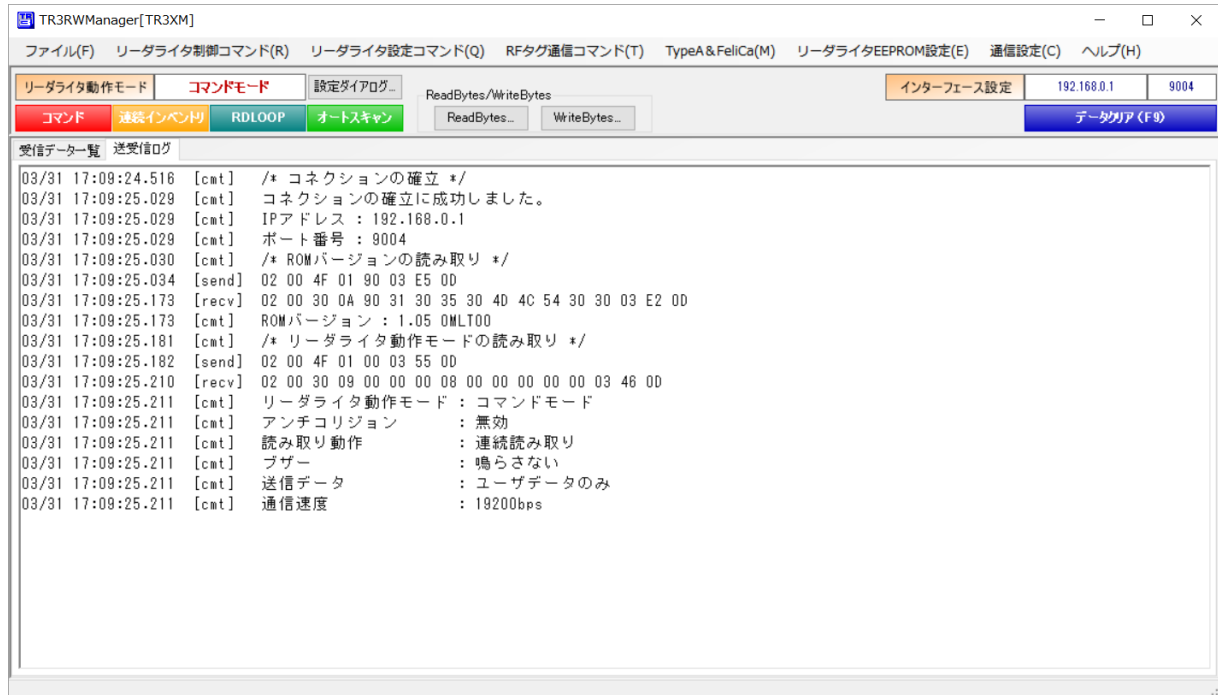 TR3RWManager[TR3XM]
ファイル(F) リーダライタ制御コマンド(R) リーダライタ設定コマンド(Q) RFタグ通信コマンド(T) TypeA&FeliCa(M) リーダライタEEPROM設定(E) 通信設定(C) ヘルプ(H)
リーダライタ動作モード コマンドモード 設定ダイアログ... ReadBytes/WriteBytes インターフェース設定 192.168.0.1 9004
コマンド 連続インベントリ RDLOOP オートスキャン ReadBytes... WriteBytes... データクリア(F9)
受信データ一覧 送受信ログ
03/31 17:09:24.516 [cmt] /* コネクションの確立 */
03/31 17:09:25.029 [cmt] コネクションの確立に成功しました。
03/31 17:09:25.029 [cmt] IPアドレス : 192.168.0.1
03/31 17:09:25.029 [cmt] ポート番号 : 9004
03/31 17:09:25.030 [cmt] /* ROMバージョンの読み取り */
03/31 17:09:25.034 [send] 02 00 4F 01 90 03 E5 0D
03/31 17:09:25.173 [recv] 02 00 30 0A 90 31 30 35 30 4D 4C 54 30 30 03 E2 0D
03/31 17:09:25.173 [cmt] ROMバージョン : 1.05 0MLT00
03/31 17:09:25.181 [cmt] /* リーダライタ動作モードの読み取り */
03/31 17:09:25.182 [send] 02 00 4F 01 00 03 55 0D
03/31 17:09:25.210 [recv] 02 00 30 09 00 00 00 08 00 00 00 00 00 03 46 0D
03/31 17:09:25.211 [cmt] リーダライタ動作モード : コマンドモード
03/31 17:09:25.211 [cmt] アンチコリジョン : 無効
03/31 17:09:25.211 [cmt] 読み取り動作 : 連続読み取り
03/31 17:09:25.211 [cmt] ブザー : 鳴らさない
03/31 17:09:25.211 [cmt] 送信データ : ユーザデータのみ
03/31 17:09:25.211 [cmt] 通信速度 : 19200bps